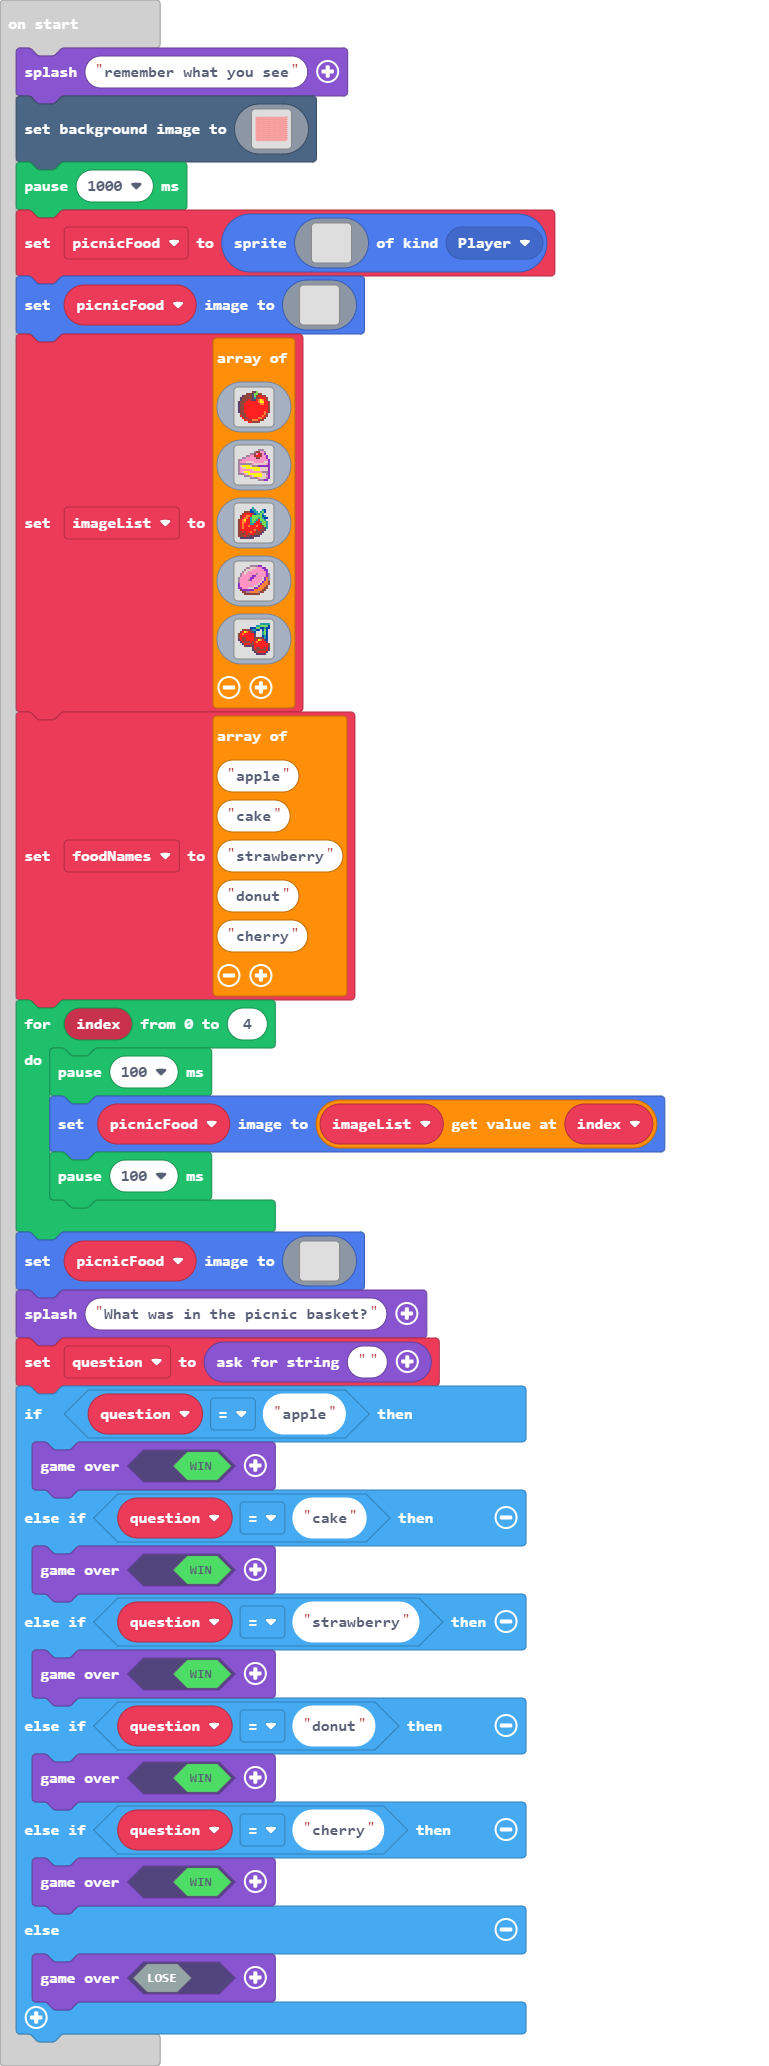 on start
splash "remember what you see"
set background image to
pause 1000 ms
set picnicFood to sprite of kind Player
set picnicFood image to
array of
set imageList to
array of
"apple"
"cake"
set foodNames to "strawberry"
"donut"
"cherry"
for index from 0 to 4
do
pause 100 ms
set picnicFood image to imageList get value at index
pause 100 ms
set picnicFood image to
splash "What was in the picnic basket?"
set question to ask for string " "
if question = "apple" then
game over WIN
else if question = "cake" then
game over WIN
else if question = "strawberry" then
game over WIN
else if question = "donut" then
game over WIN
else if question = "cherry" then
game over WIN
else
game over LOSE